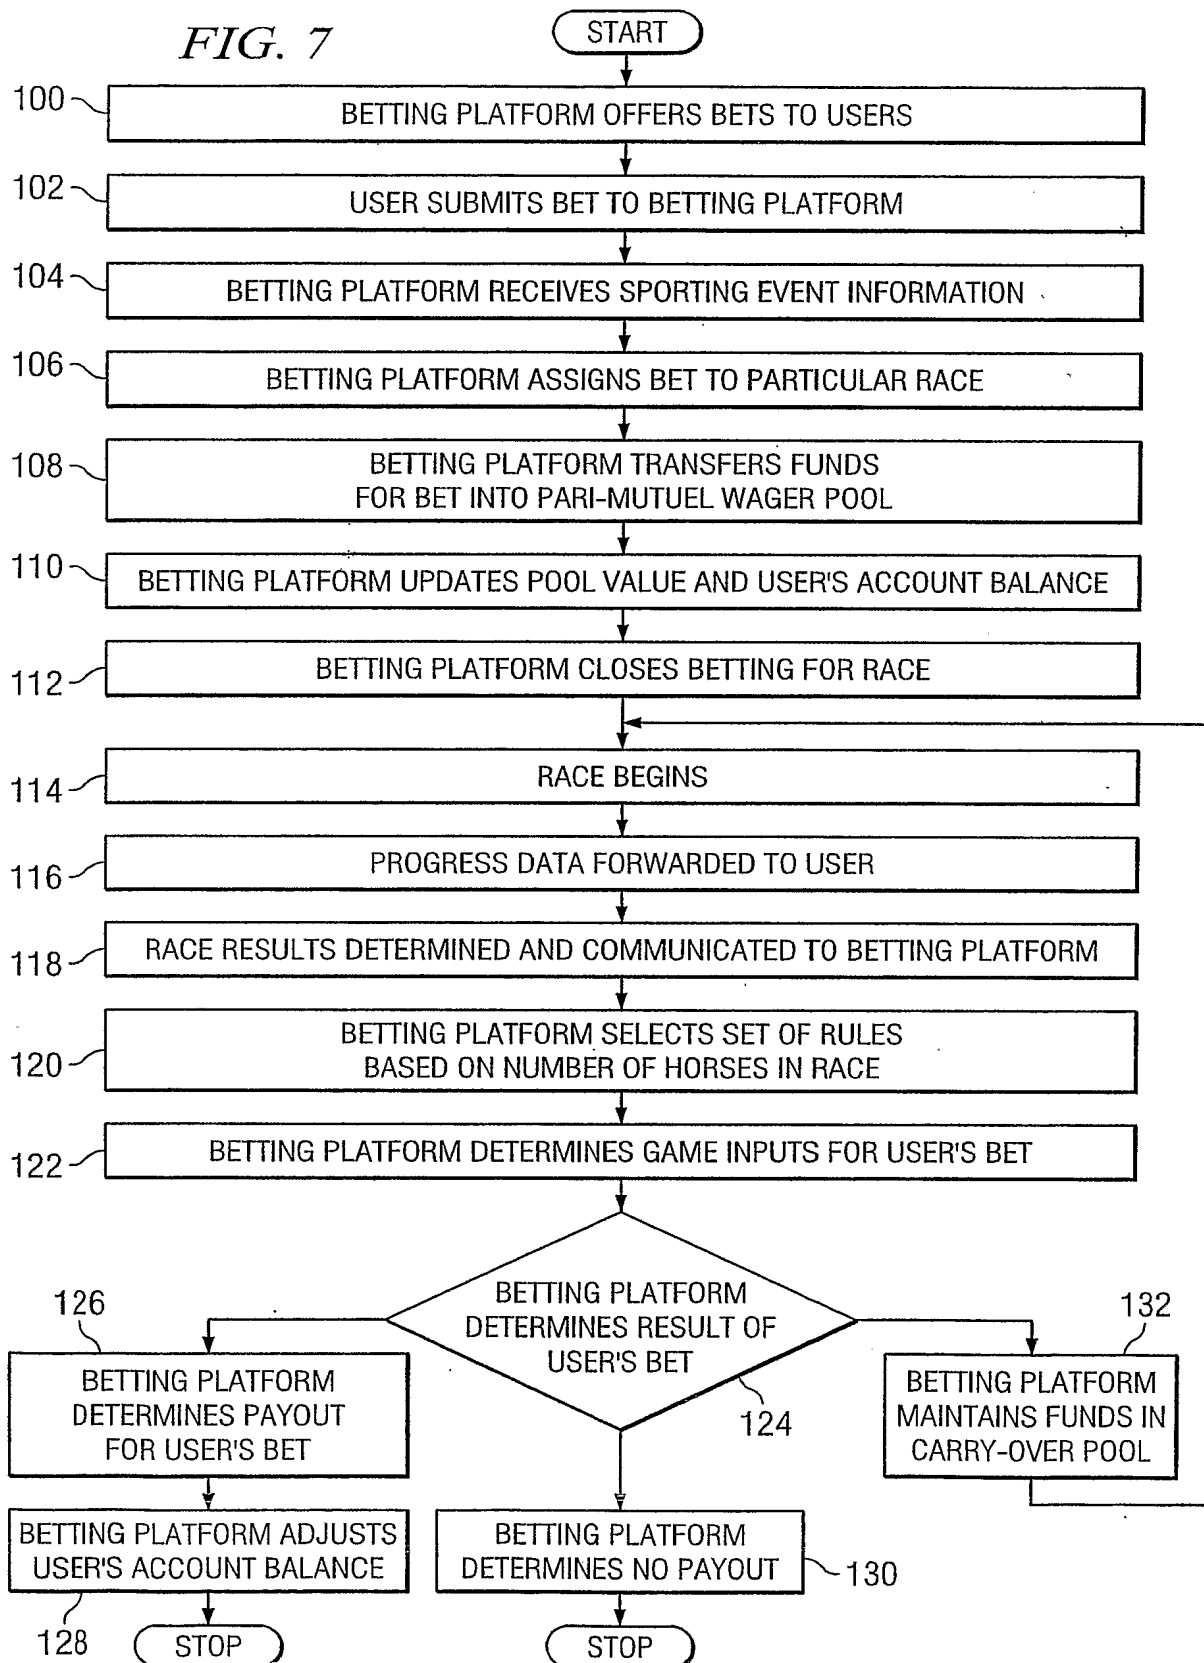 FIG. 7
START
100
BETTING PLATFORM OFFERS BETS TO USERS
102
USER SUBMITS BET TO BETTING PLATFORM
104
BETTING PLATFORM RECEIVES SPORTING EVENT INFORMATION
106
BETTING PLATFORM ASSIGNS BET TO PARTICULAR RACE
108
BETTING PLATFORM TRANSFERS FUNDS
FOR BET INTO PARI-MUTUEL WAGER POOL
110
BETTING PLATFORM UPDATES POOL VALUE AND USER'S ACCOUNT BALANCE
112
BETTING PLATFORM CLOSES BETTING FOR RACE
114
RACE BEGINS
116
PROGRESS DATA FORWARDED TO USER
118
RACE RESULTS DETERMINED AND COMMUNICATED TO BETTING PLATFORM
120
BETTING PLATFORM SELECTS SET OF RULES
BASED ON NUMBER OF HORSES IN RACE
122
BETTING PLATFORM DETERMINES GAME INPUTS FOR USER'S BET
BETTING PLATFORM
DETERMINES RESULT OF
USER'S BET
124
126
BETTING PLATFORM
DETERMINES PAYOUT
FOR USER'S BET
132
BETTING PLATFORM
MAINTAINS FUNDS IN
CARRY-OVER POOL
BETTING PLATFORM ADJUSTS
USER'S ACCOUNT BALANCE
128
STOP
BETTING PLATFORM
DETERMINES NO PAYOUT
130
STOP